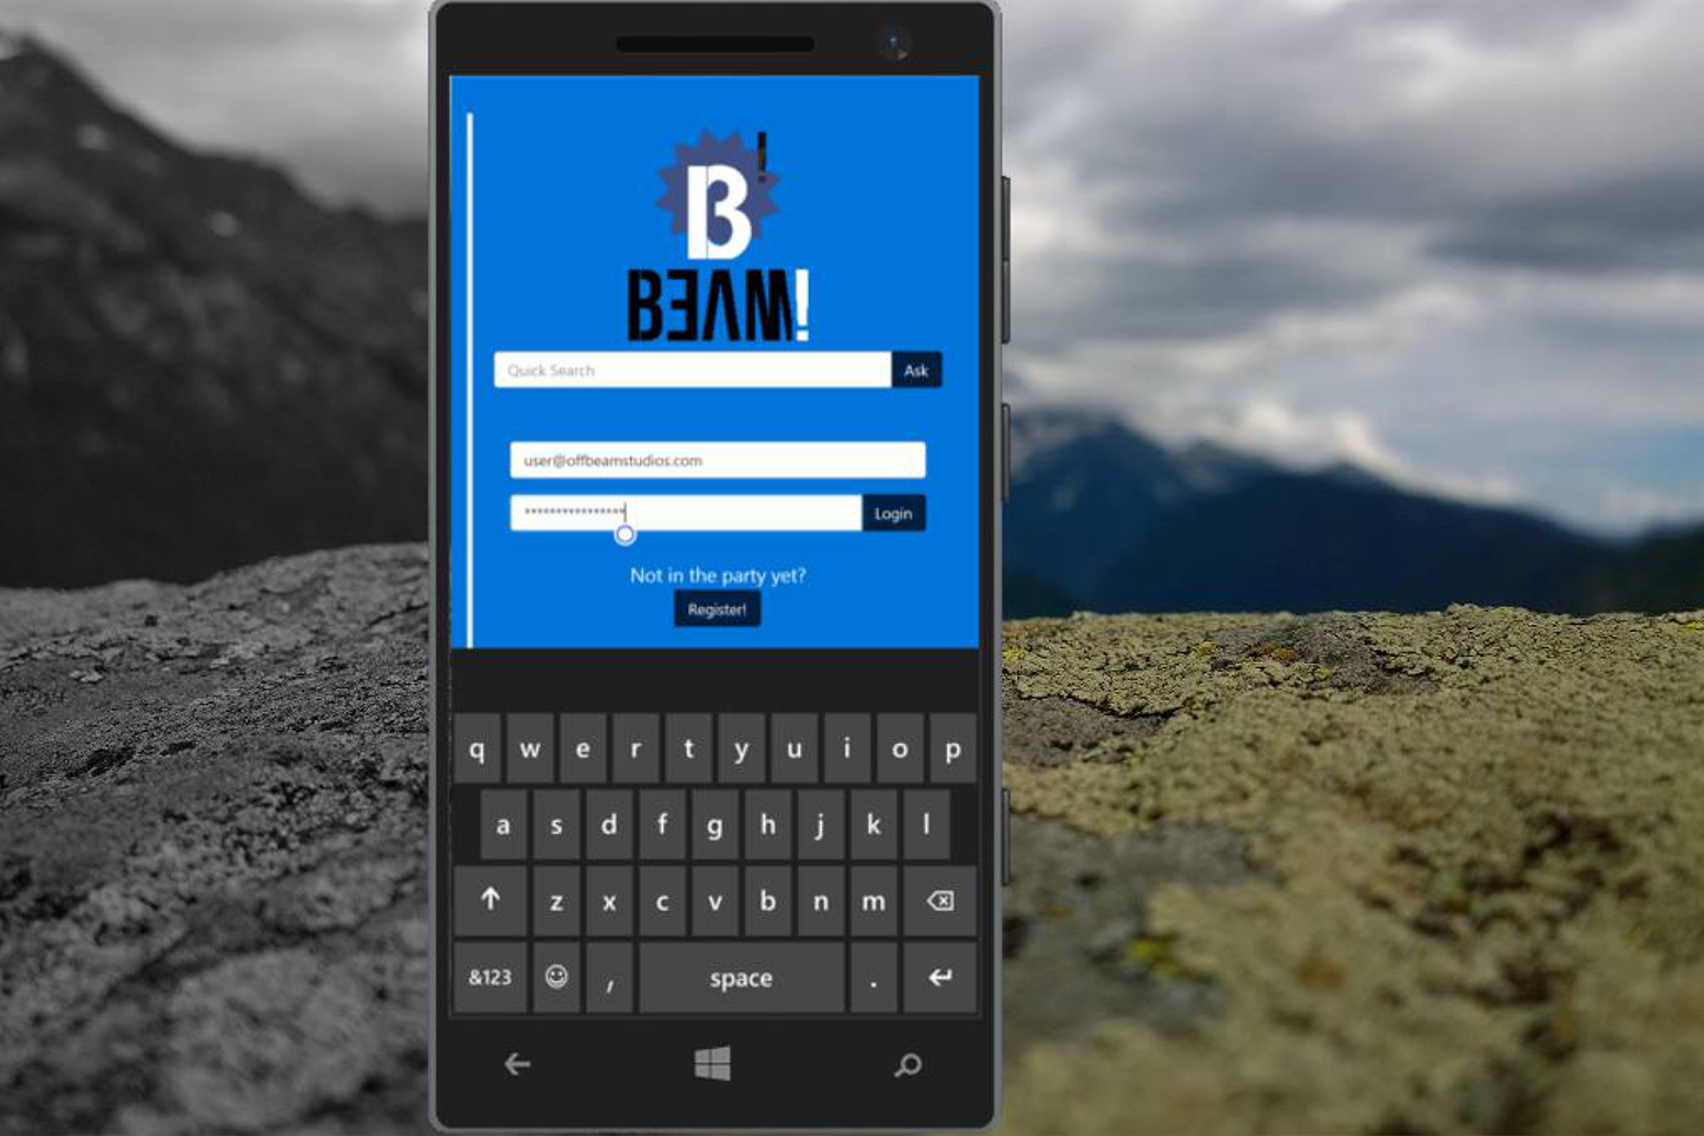 !
B
BEAM!
Quick Search Ask
user@offbeamstudios.com
**************** Login
Not in the party yet?
Register!
q w e r t y u i o p
a s d f g h j k l
z x c v b n m
&123 , space .